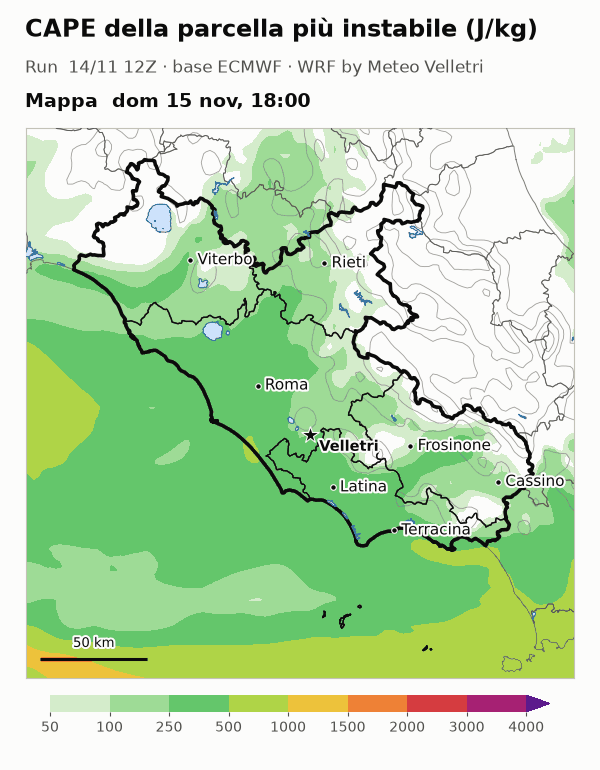 CAPE della parcella più instabile (J/kg)
Run  14/11 12Z · base ECMWF · WRF by Meteo Velletri
Mappa  dom 15 nov, 18:00
Viterbo
Rieti
Roma
Velletri
Frosinone
Cassino
Latina
Terracina
50 km
50 100 250 500 1000 1500 2000 3000 4000